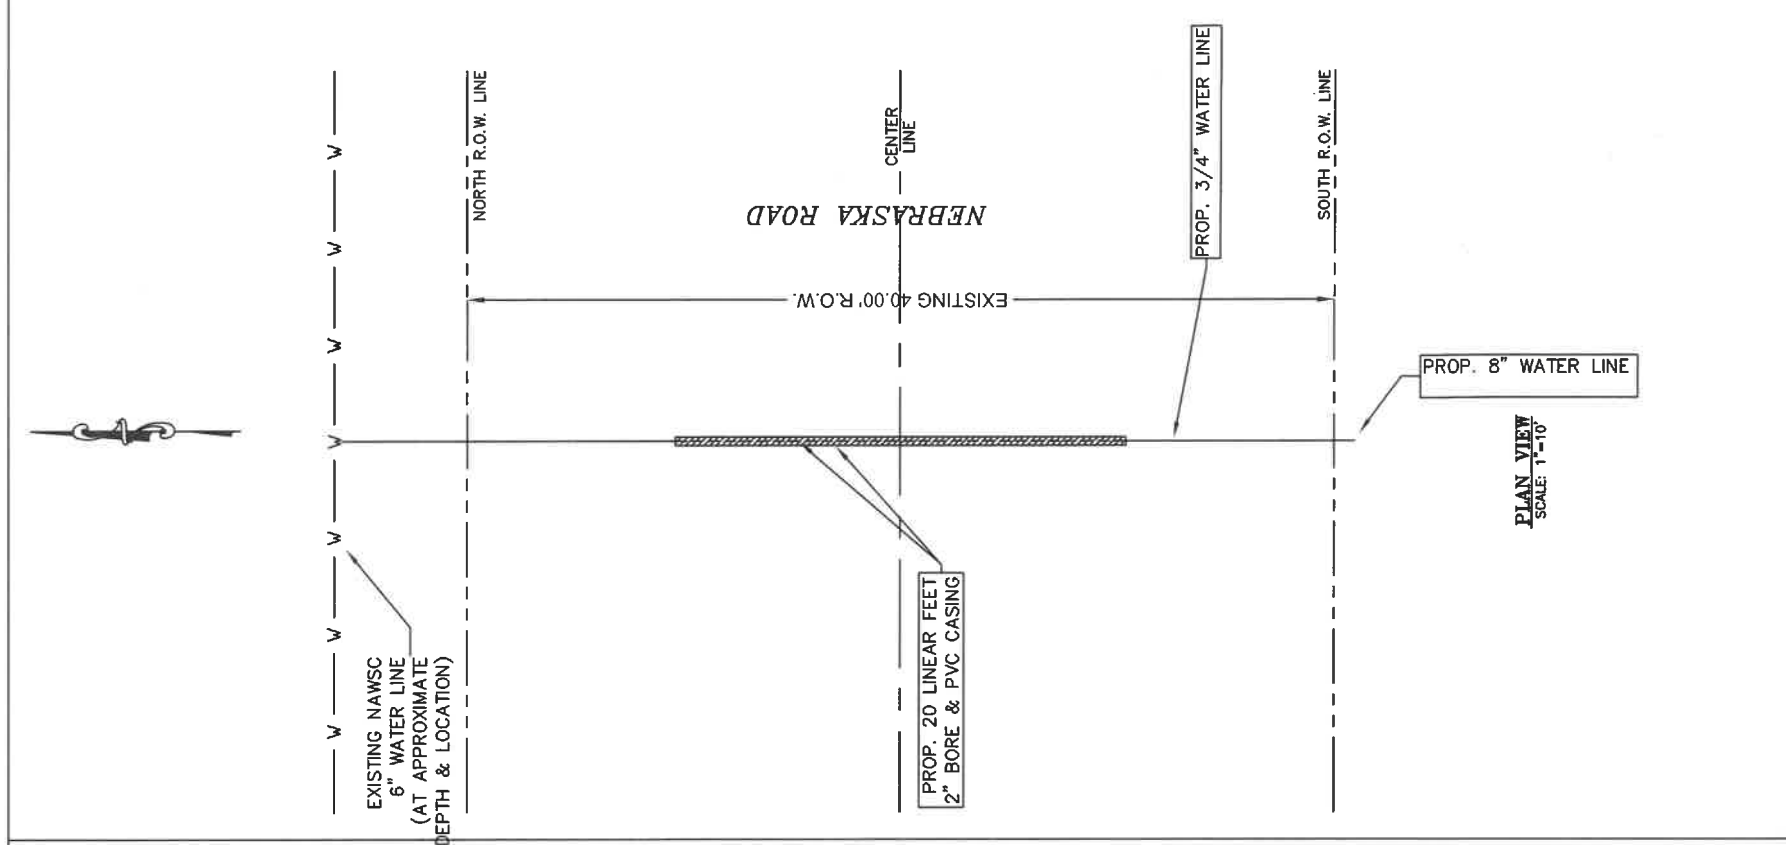 W
W
W
W
W
W
W
NORTH R.O.W. LINE
CENTER
LINE
NEBRASKA ROAD
EXISTING 40.00' R.O.W.
PROP. 3/4" WATER LINE
SOUTH R.O.W. LINE
PROP. 8" WATER LINE
EXISTING NAWSC
6" WATER LINE
(AT APPROXIMATE
DEPTH & LOCATION)
PROP. 20 LINEAR FEET
2" BORE & PVC CASING
PLAN VIEW
SCALE: 1"=10'